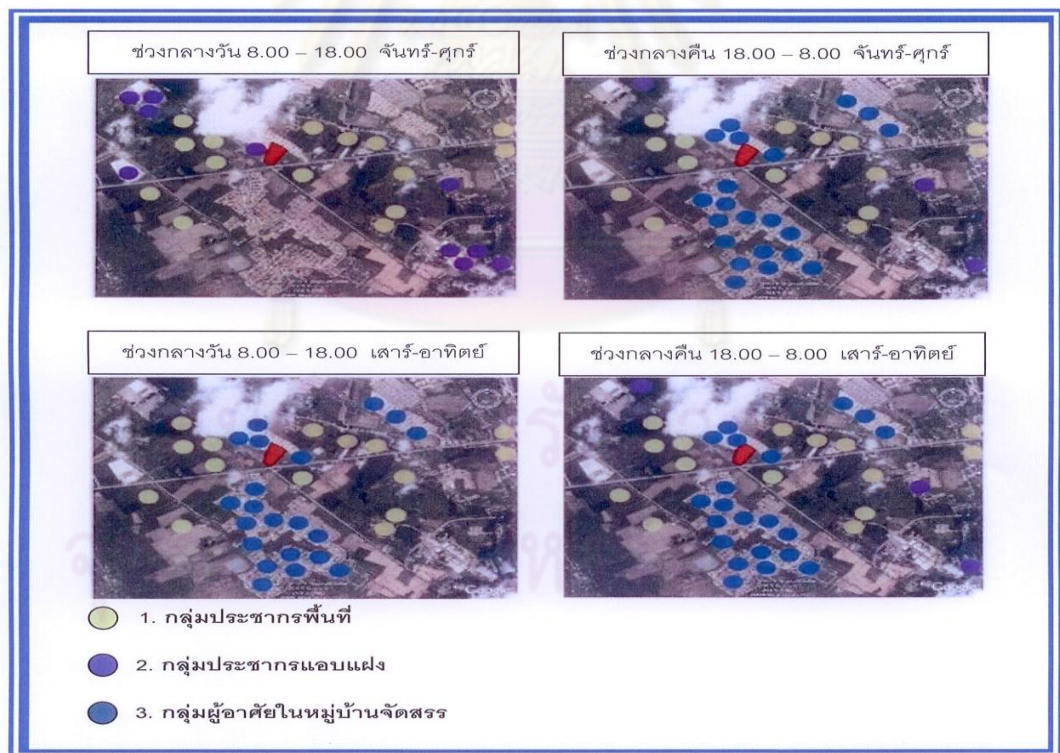 ช่วงกลางวัน 8.00 – 18.00 จันทร์-ศุกร์
ช่วงกลางคืน 18.00 – 8.00 จันทร์-ศุกร์
ช่วงกลางวัน 8.00 – 18.00 เสาร์-อาทิตย์
ช่วงกลางคืน 18.00 – 8.00 เสาร์-อาทิตย์
1. กลุ่มประชากรพื้นที่
2. กลุ่มประชากรแอบแฝง
3. กลุ่มผู้อาศัยในหมู่บ้านจัดสรร